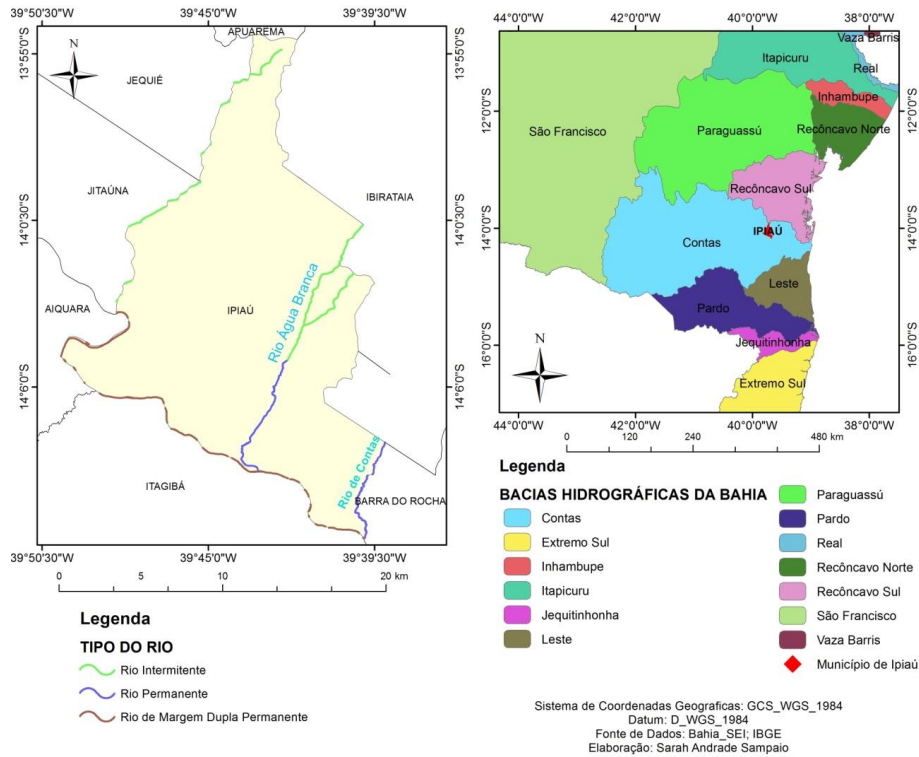 39°50'30"W
39°45'0"W
39°39'30"W
44°0'0"W
42°0'0"W
40°0'0"W
38°0'0"W
APUAREMA
Vaza Barris
13°55'0"S
13°55'0"S
N
JEQUIÉ
Itapicuru
Real
Inhambupe
12°0'0"S
12°0'0"S
São Francisco
Paraguassú
Recôncavo Norte
JITAÚNA
IBIRATAIA
Recôncavo Sul
14°0'30"S
14°0'30"S
IPIAÚ
14°0'0"S
14°0'0"S
Contas
Rio Água Branca
AIQUARA
IPIAÚ
Leste
Pardo
Jequitinhonha
16°0'0"S
16°0'0"S
N
14°6'0"S
14°6'0"S
Extremo Sul
44°0'0"W
42°0'0"W
40°0'0"W
38°0'0"W
0 120 240 360 480 km
Rio de Contas
ITAGIBÁ
BARRA DO ROCHA
39°50'30"W
39°45'0"W
39°39'30"W
0 5 10 20 km
Legenda
TIPO DO RIO
Rio Intermitente
Rio Permanente
Rio de Margem Dupla Permanente
Legenda
BACIAS HIDROGRÁFICAS DA BAHIA
Contas
Extremo Sul
Inhambupe
Itapicuru
Jequitinhonha
Leste
Paraguassú
Pardo
Real
Recôncavo Norte
Recôncavo Sul
São Francisco
Vaza Barris
Município de Ipiaú
Sistema de Coordenadas Geograficas: GCS_WGS_1984
Datum: D_WGS_1984
Fonte de Dados: Bahia_SEI; IBGE
Elaboração: Sarah Andrade Sampaio